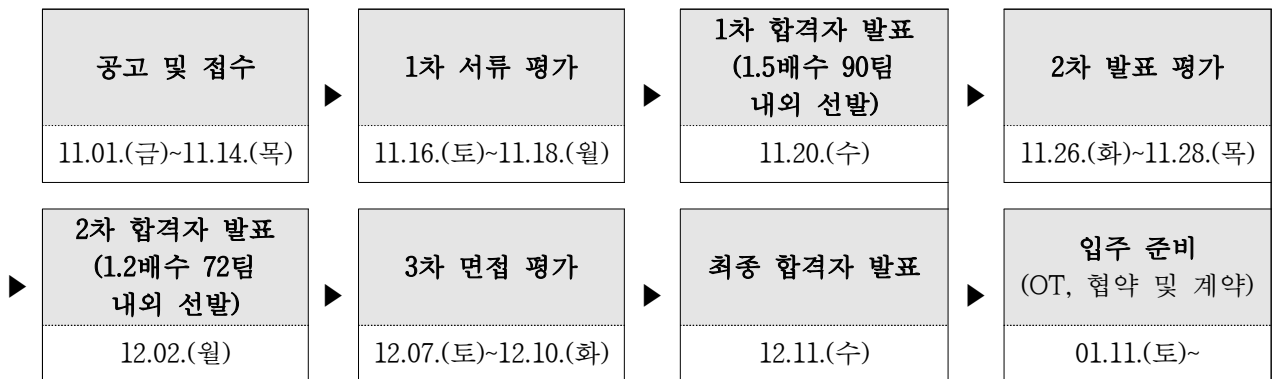 공고 및 접수
11.01.(금)~11.14.(목)
▶
1차 서류 평가
11.16.(토)~11.18.(월)
▶
1차 합격자 발표
(1.5배수 90팀
내외 선발)
11.20.(수)
▶
2차 발표 평가
11.26.(화)~11.28.(목)
▶
2차 합격자 발표
(1.2배수 72팀
내외 선발)
12.02.(월)
▶
3차 면접 평가
12.07.(토)~12.10.(화)
▶
최종 합격자 발표
12.11.(수)
▶
입주 준비
(OT, 협약 및 계약)
01.11.(토)~